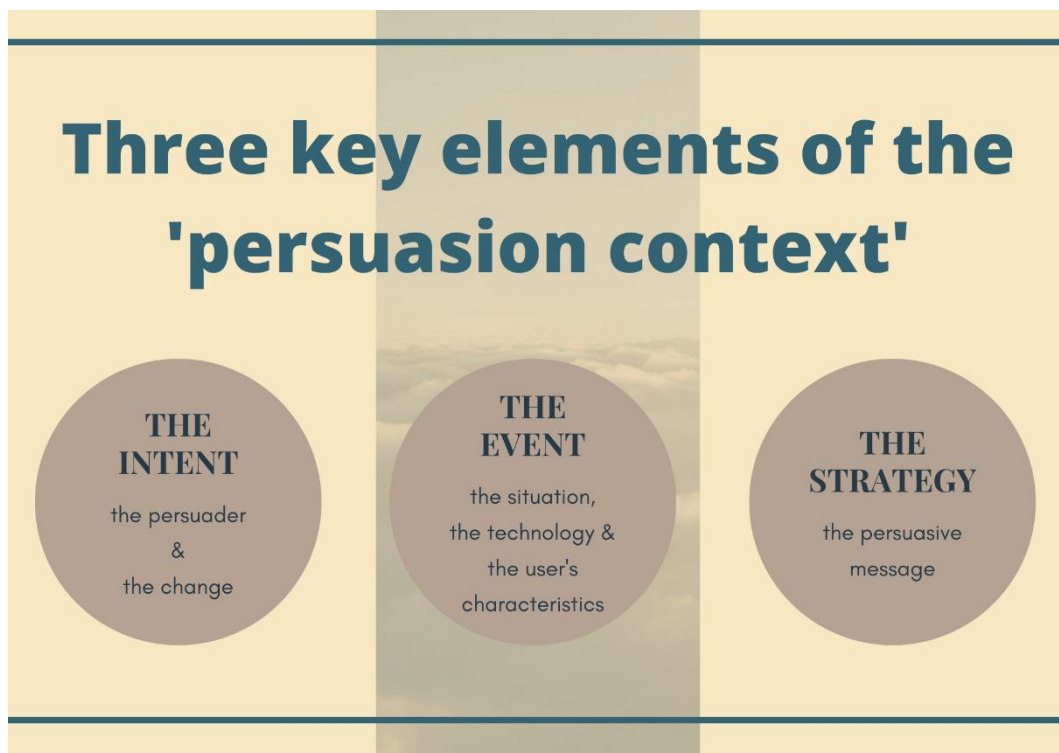 Three key elements of the
'persuasion context'
THE
INTENT
the persuader
&
the change
THE
EVENT
the situation,
the technology &
the user's
characteristics
THE
STRATEGY
the persuasive
message